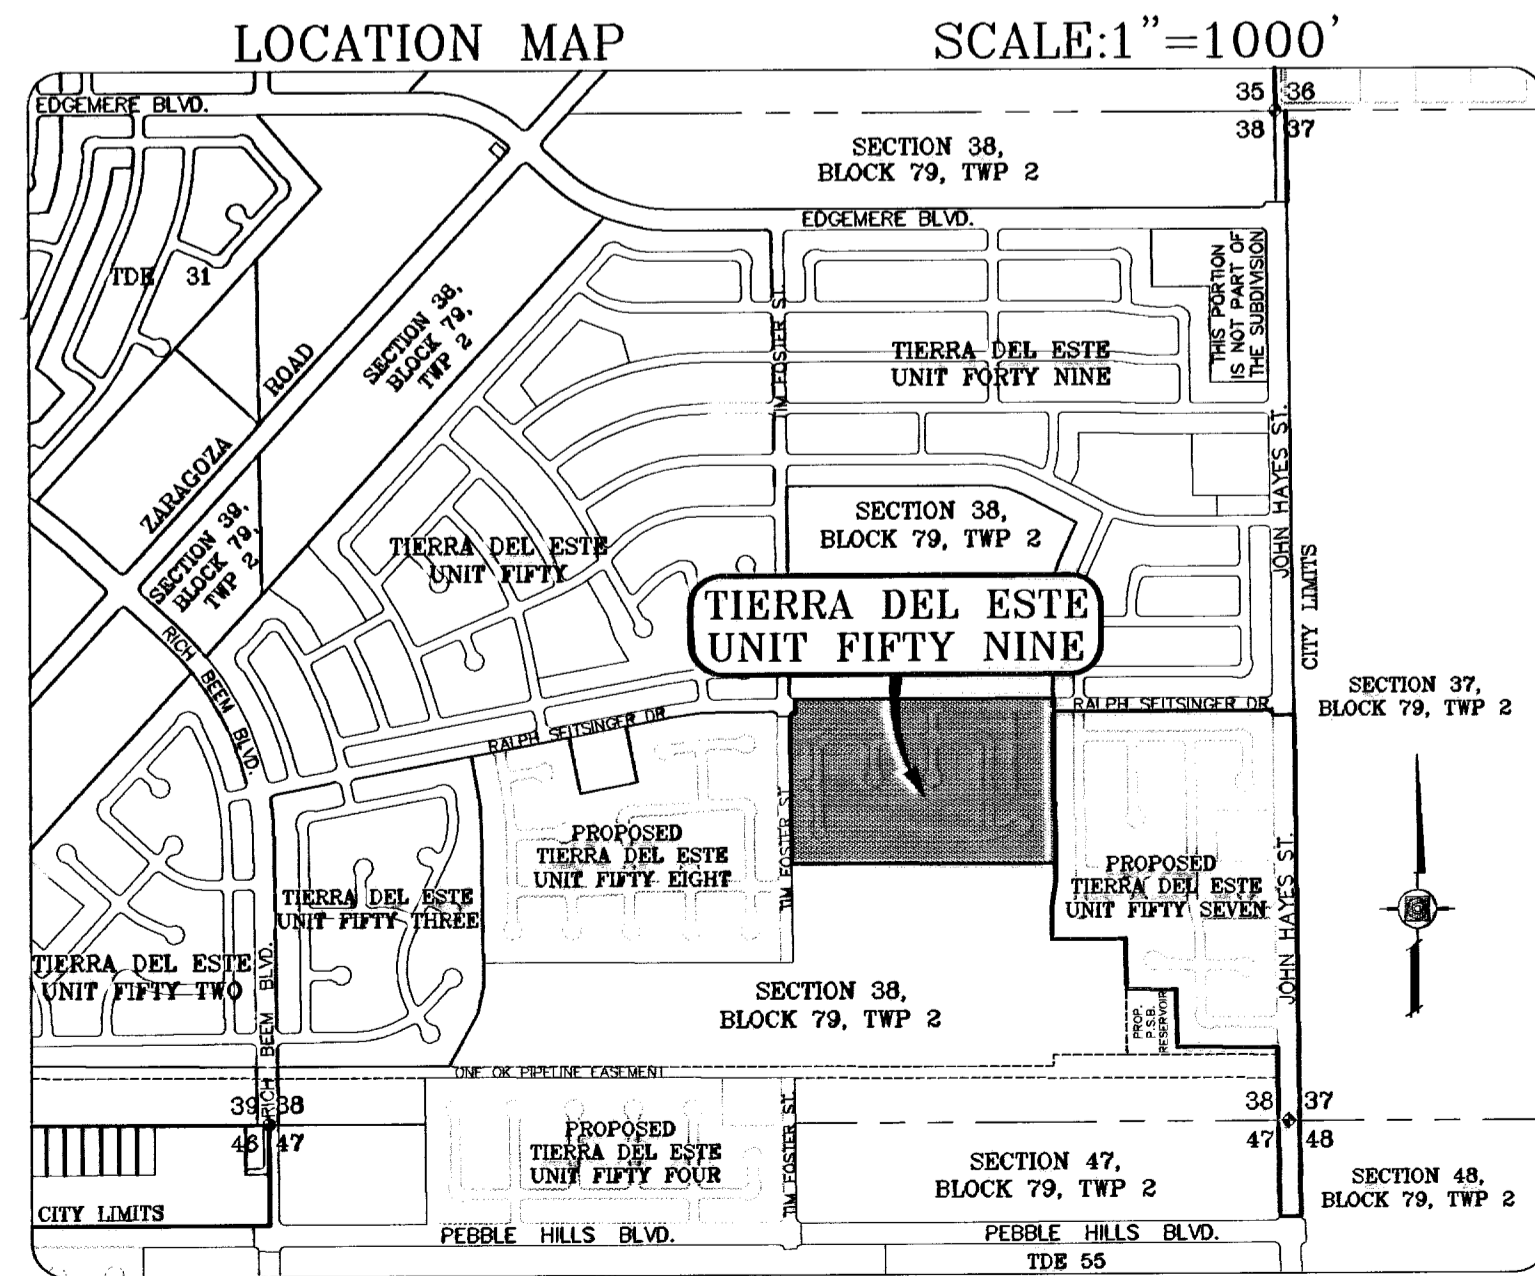 LOCATION MAP
SCALE:1"=1000'
EDGEMERE BLVD.
35 36
38 37
SECTION 38,
BLOCK 79, TWP 2
EDGEMERE BLVD.
TDE 31
SECTION 38,
BLOCK 79,
TWP 2
ZARAGOZA ROAD
TIM FOSTER ST.
THIS PORTION
IS NOT PART OF
THE SUBDIVISION
TIERRA DEL ESTE
UNIT FORTY NINE
JOHN HAYES ST.
SECTION 39,
BLOCK 79,
TWP 2
TIERRA DEL ESTE
UNIT FIFTY
SECTION 38,
BLOCK 79, TWP 2
CITY LIMITS
TIERRA DEL ESTE
UNIT FIFTY NINE
RICH BEEM BLVD.
RALPH SEITSINGER DR.
RALPH SEITSINGER DR.
SECTION 37,
BLOCK 79, TWP 2
PROPOSED
TIERRA DEL ESTE
UNIT FIFTY EIGHT
TIM FOSTER ST.
PROPOSED
TIERRA DEL ESTE
UNIT FIFTY SEVEN
JOHN HAYES ST.
TIERRA DEL ESTE
UNIT FIFTY THREE
TIERRA DEL ESTE
UNIT FIFTY TWO
RICH BEEM BLVD.
SECTION 38,
BLOCK 79, TWP 2
PROP.
P.S.B.
RESERVOIR
ONE OK PIPELINE EASEMENT
39 38
46 47
38 37
47 48
PROPOSED
TIERRA DEL ESTE
UNIT FIFTY FOUR
TIM FOSTER ST.
SECTION 47,
BLOCK 79, TWP 2
SECTION 48,
BLOCK 79, TWP 2
CITY LIMITS
PEBBLE HILLS BLVD.
PEBBLE HILLS BLVD.
TDE 55